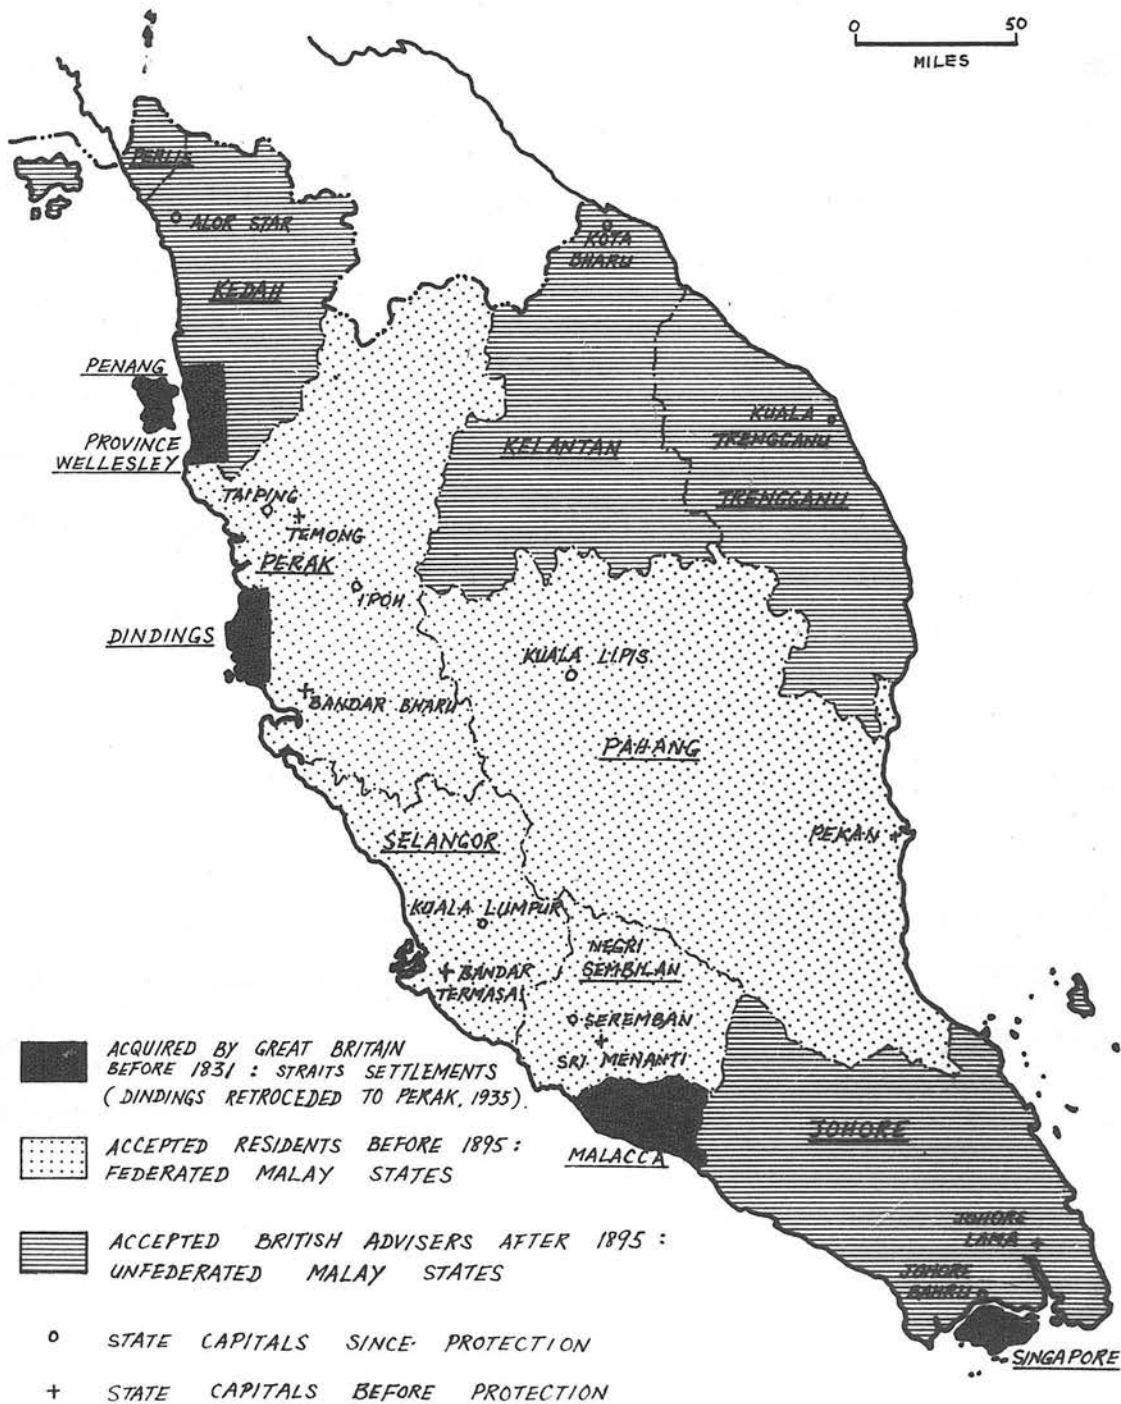 0 50
MILES
PERLIS
ALOR STAR
KEDAH
KOTA
BHARU
PENANG
PROVINCE
WELLESLEY
KUALA
TRENGGANU
KELANTAN
TRENGGANU
TAIPING
TEMONG
PERAK
IPOH
DINDINGS
KUALA LIPIS
BANDAR BHARU
PAHANG
PEKAN
SELANGOR
KUALA LUMPUR
NEGRI
SEMBILAN
BANDAR
TERMASA
SEREMBAN
SRI MENANTI
MALACCA
JOHORE
JOHORE
LAMA
JOHORE
BAHRU
SINGAPORE
ACQUIRED BY GREAT BRITAIN
BEFORE 1831 : STRAITS SETTLEMENTS
(DINDINGS RETROCEDED TO PERAK, 1935).
ACCEPTED RESIDENTS BEFORE 1895 :
FEDERATED MALAY STATES
ACCEPTED BRITISH ADVISERS AFTER 1895 :
UNFEDERATED MALAY STATES
o STATE CAPITALS SINCE PROTECTION
+ STATE CAPITALS BEFORE PROTECTION